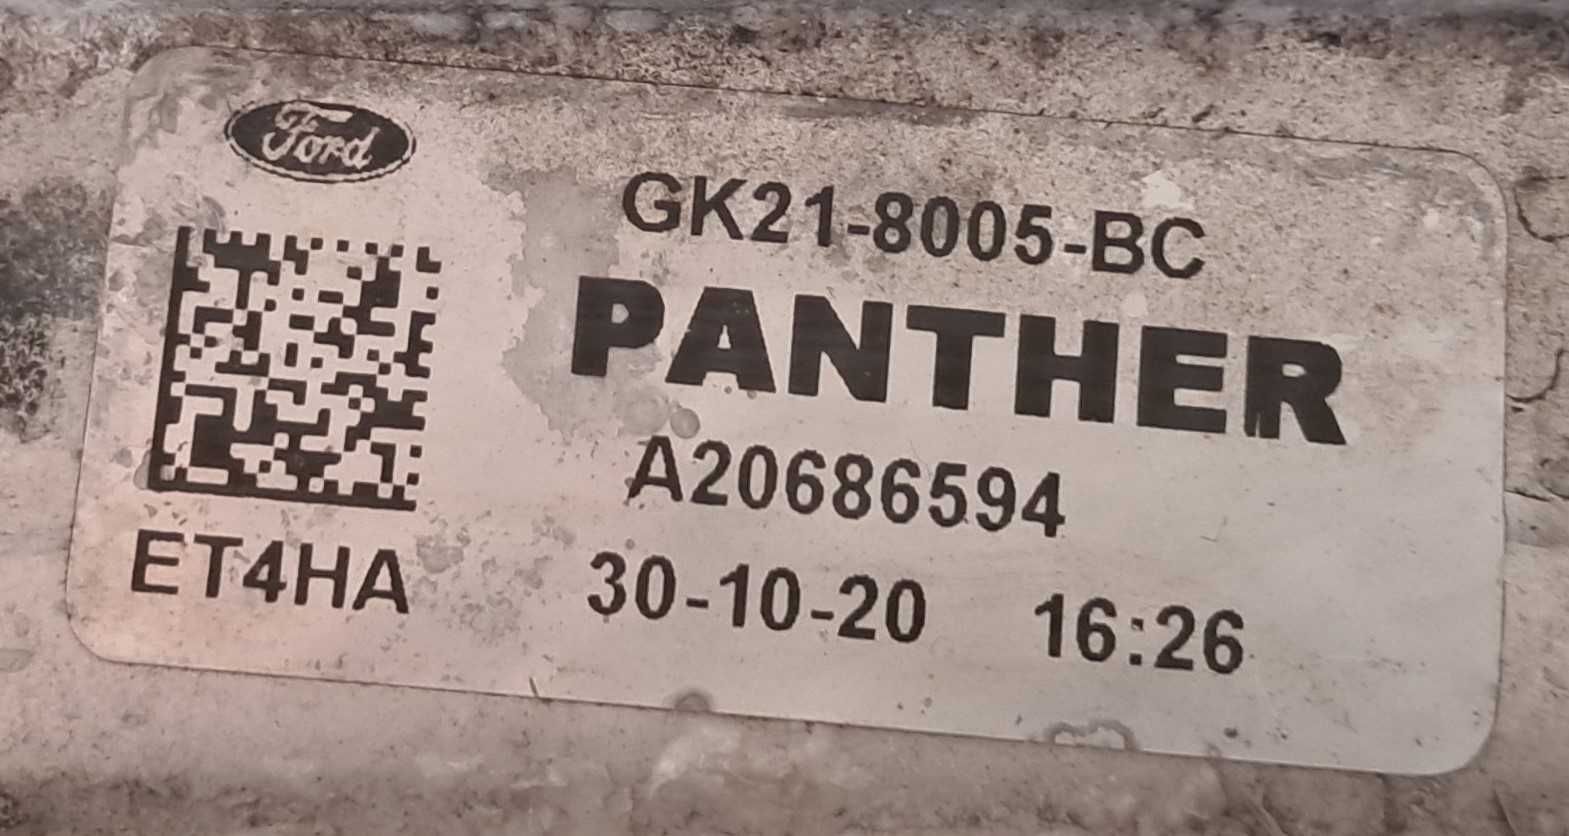 Ford
GK21-8005-BC
PANTHER
A20686594
ET4HA 30-10-20 16:26